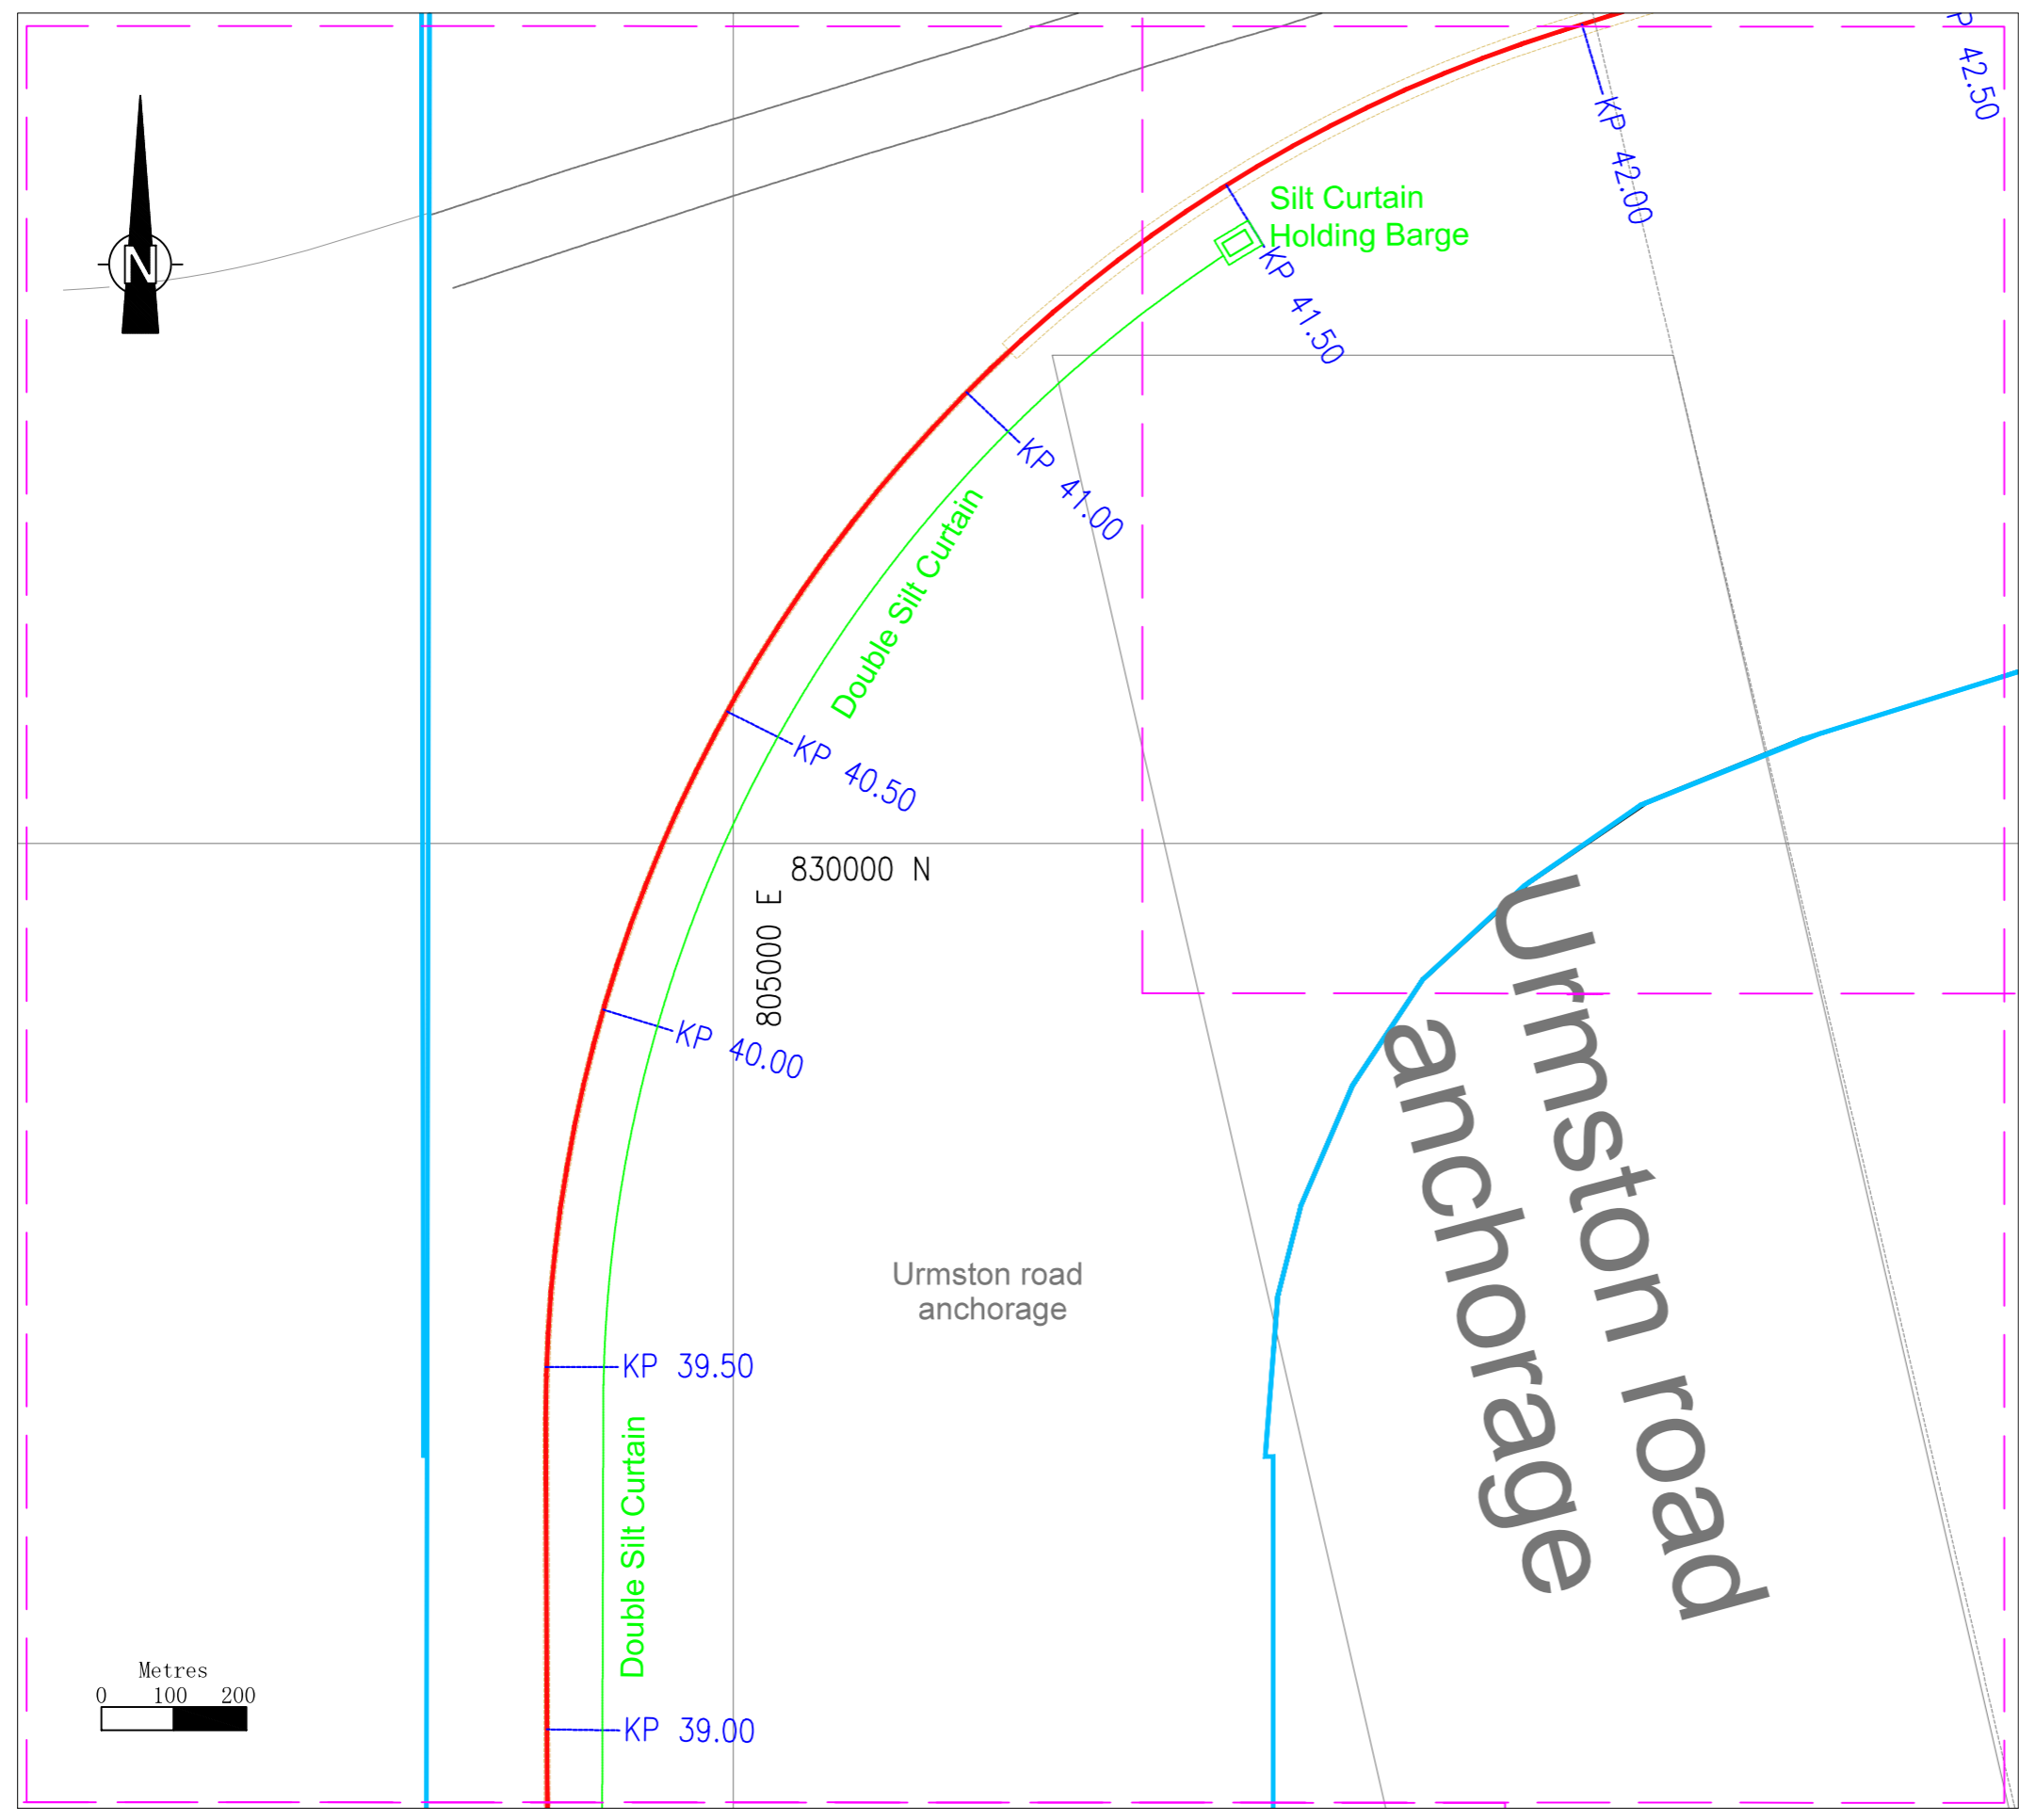 P 42.50
KP 42.00
Silt Curtain
Holding Barge
KP 41.50
N
KP 41.00
Double Silt Curtain
KP 40.50
830000 N
805000 E
KP 40.00
Urmston road
anchorage
Urmston road
anchorage
KP 39.50
Double Silt Curtain
KP 39.00
Metres
0 100 200